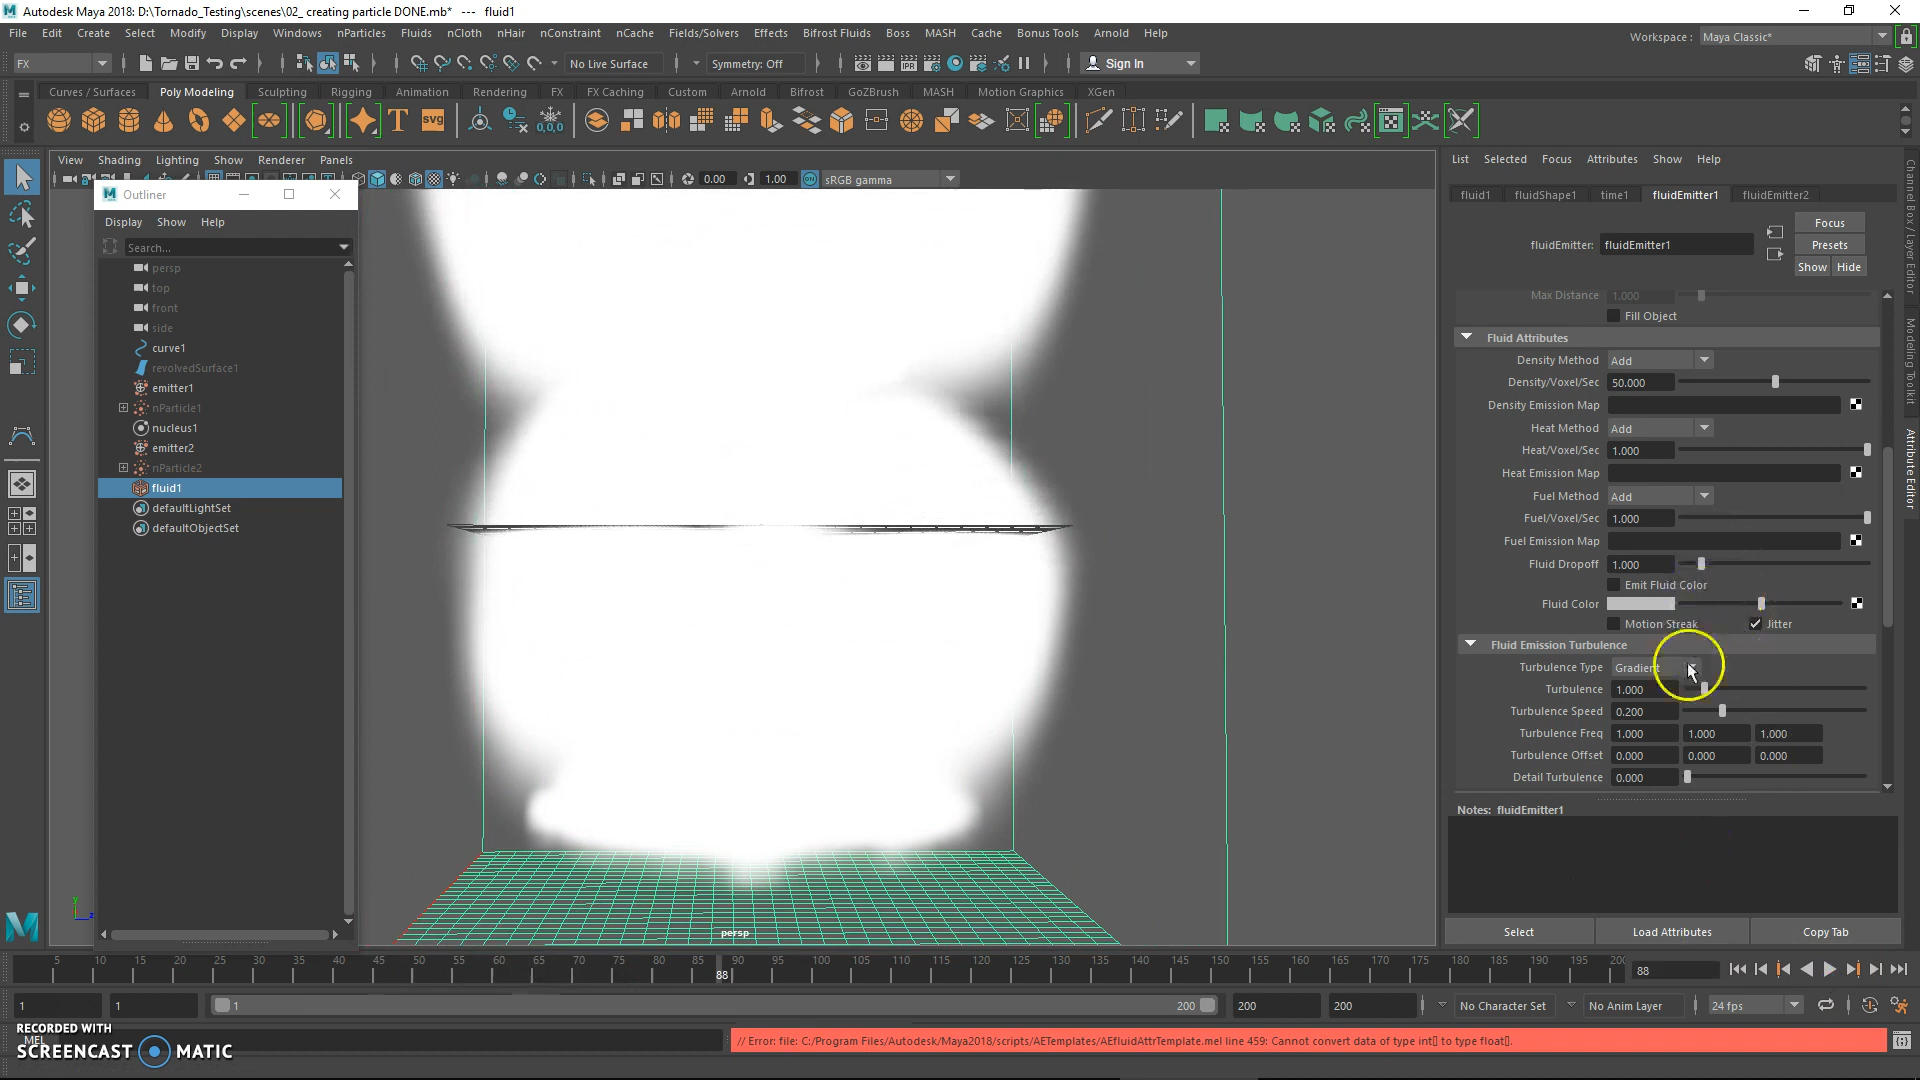 Autodesk Maya 2018: D:\Tornado_Testing\scenes\02_ creating particle DONE.mb* --- fluid1
File Edit Create Select Modify Display Windows nParticles Fluids nCloth nHair nConstraint nCache Fields/Solvers Effects Bifrost Fluids Boss MASH Cache Bonus Tools Arnold Help
Workspace : Maya Classic*
FX No Live Surface Symmetry: Off Sign In
Curves / Surfaces Poly Modeling Sculpting Rigging Animation Rendering FX FX Caching Custom Arnold Bifrost GoZBrush MASH Motion Graphics XGen
View Shading Lighting Show Renderer Panels
0.00 1.00 sRGB gamma
Outliner
Display Show Help
Search...
persp
top
front
side
curve1
revolvedSurface1
emitter1
nParticle1
nucleus1
emitter2
nParticle2
fluid1
defaultLightSet
defaultObjectSet
persp
List Selected Focus Attributes Show Help
fluid1 fluidShape1 time1 fluidEmitter1 fluidEmitter2
fluidEmitter: fluidEmitter1
Focus
Presets
Show Hide
Max Distance 1.000
Fill Object
Fluid Attributes
Density Method Add
Density/Voxel/Sec 50.000
Density Emission Map
Heat Method Add
Heat/Voxel/Sec 1.000
Heat Emission Map
Fuel Method Add
Fuel/Voxel/Sec 1.000
Fuel Emission Map
Fluid Dropoff 1.000
Emit Fluid Color
Fluid Color
Motion Streak Jitter
Fluid Emission Turbulence
Turbulence Type Gradient
Turbulence 1.000
Turbulence Speed 0.200
Turbulence Freq 1.000 1.000 1.000
Turbulence Offset 0.000 0.000 0.000
Detail Turbulence 0.000
Notes: fluidEmitter1
Select Load Attributes Copy Tab
Channel Box / Layer Editor
Modeling Toolkit
Attribute Editor
5 10 15 20 25 30 35 40 45 50 55 60 65 70 75 80 85 90 95 100 105 110 115 120 125 130 135 140 145 150 155 160 165 170 175 180 185 190 195 200
88
88
1 1 1 200 200 200 No Character Set No Anim Layer 24 fps
MEL
RECORDED WITH
SCREENCAST MATIC
// Error: file: C:/Program Files/Autodesk/Maya2018/scripts/AETemplates/AEfluidAttrTemplate.mel line 459: Cannot convert data of type int[] to type float[].